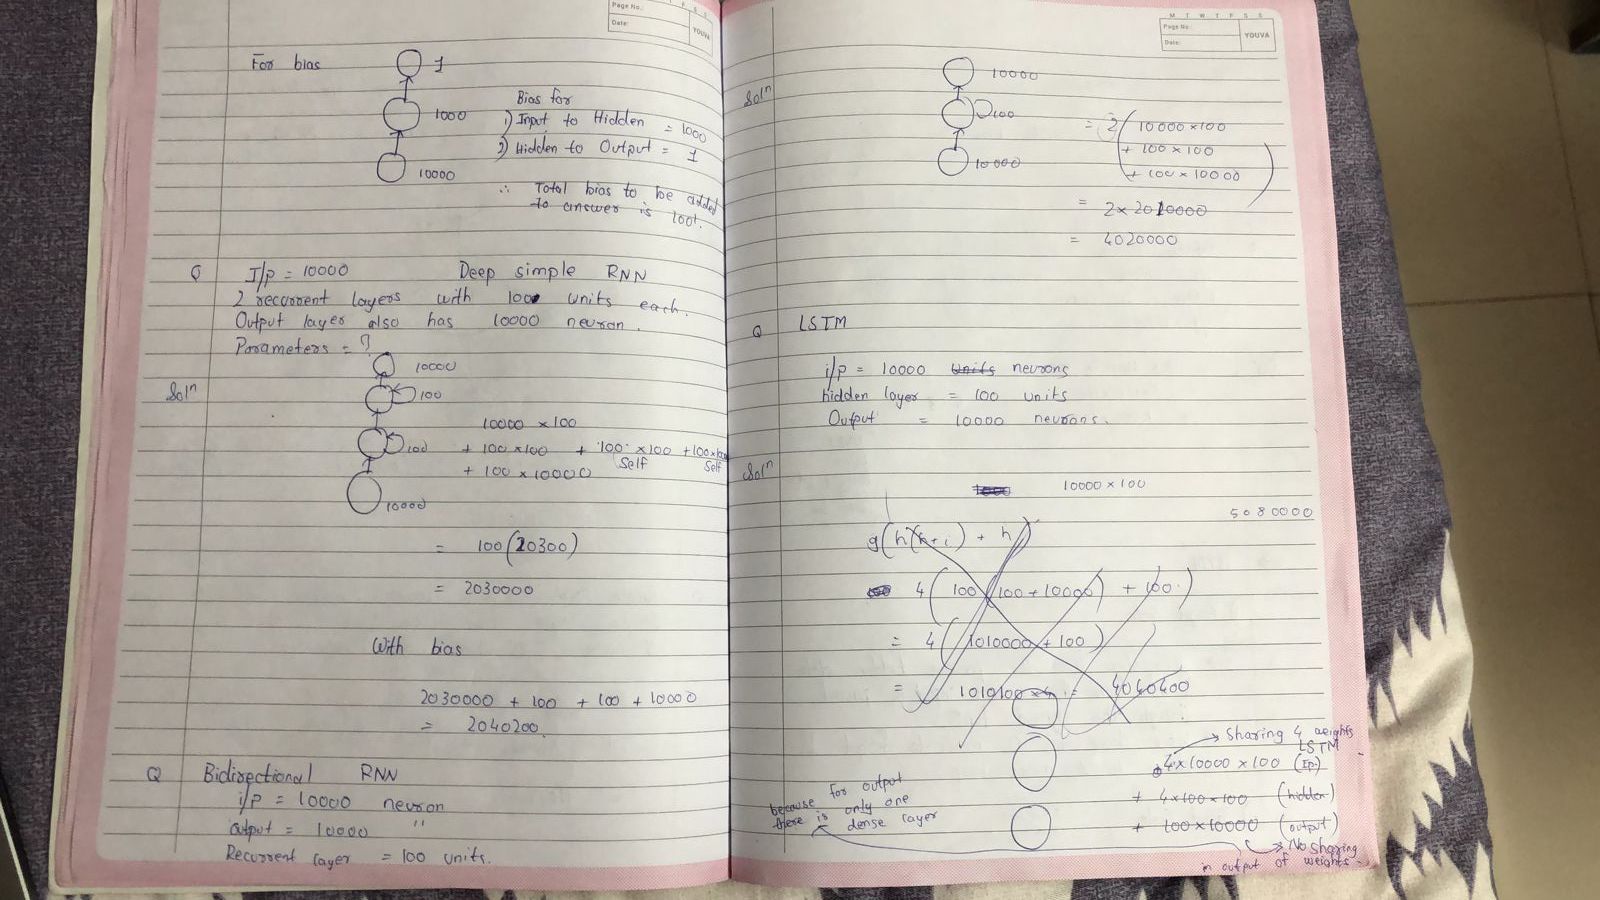 Page No.:
Date:
YOUVA
For bias
1
1000
10000
Bias for
1) Input to Hidden = 1000
2) Hidden to Output = 1
∴ Total bias to be added
to answer is 1001.
Q I/p = 10000 Deep simple RNN
2 recurrent layers with 100 units each.
Output layer also has 10000 neuron.
Parameters = ?
Solⁿ
10000
100
100
10000
10000 × 100
+ 100 × 100 + 100 × 100 + 100 × 100
Self Self
+ 100 × 10000
= 100 (20300)
= 2030000
With bias
2030000 + 100 + 100 + 10000
= 2040200.
Q Bidirectional RNN
i/p = 10000 neuron
output = 10000 "
Recurrent layer = 100 units.
M T W T F S S
Page No.:
Date:
YOUVA
Solⁿ
10000
100
10000
= 2 ( 10000 × 100
+ 100 × 100
+ 100 × 10000 )
= 2 × 2010000
= 4020000
Q LSTM
i/p = 10000 Units neurons
hidden layer = 100 units
Output = 10000 neurons.
Solⁿ
10000 × 100
5080000
g(h(h+i) + h)
4 ( 100 (100 + 10000) + 100. )
= 4 ( 1010000 + 100 )
= 1010100 × 4 = 4040400
→ Sharing 4 weights
LSTM
4 × 10000 × 100 (Ip)
+ 4 × 100 × 100 (hidden)
+ 100 × 10000 (output)
→ No sharing
in output of weights
because for output
there is only one
dense layer